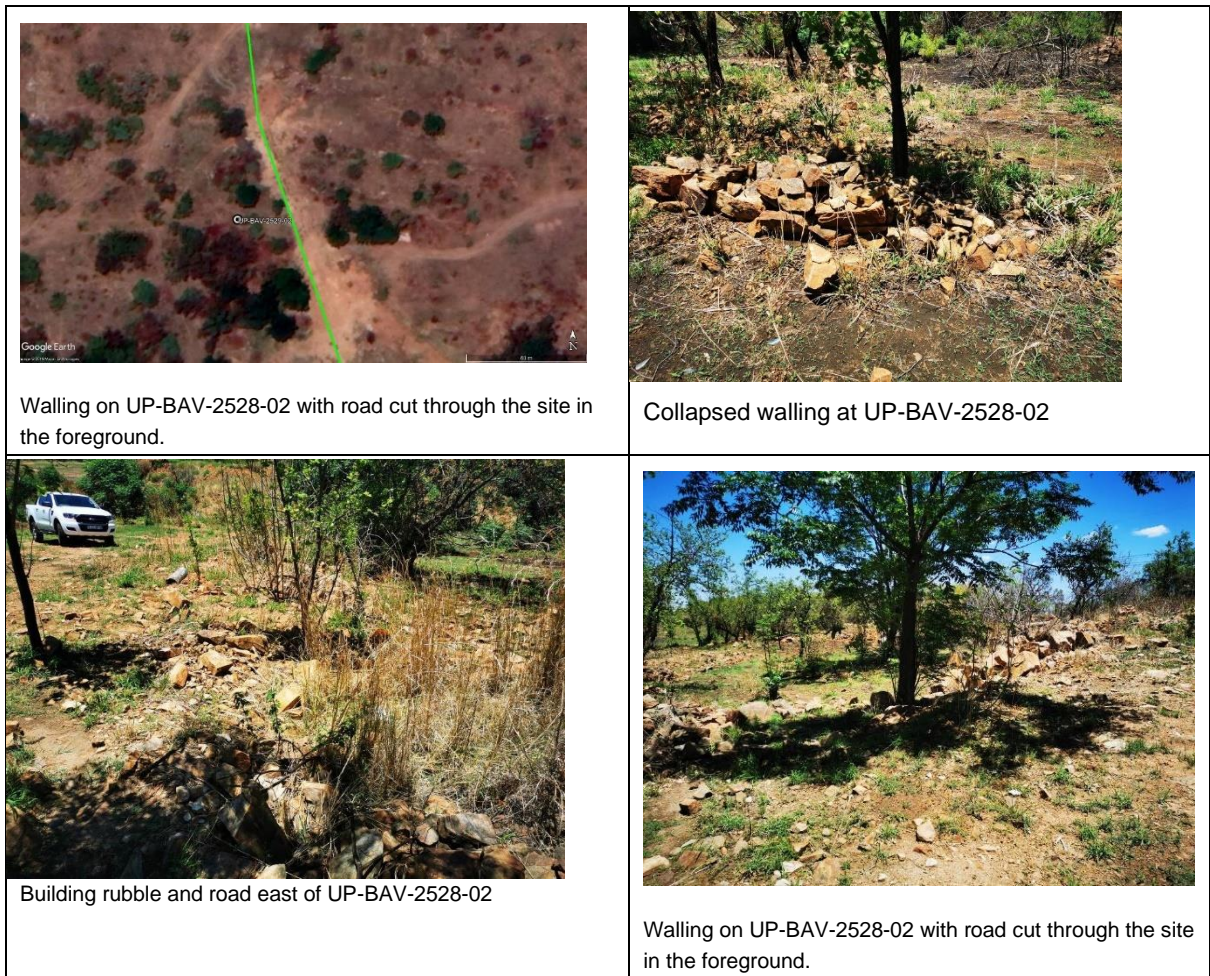 UP-BAV-2528-02
Google Earth
N
60 m
Walling on UP-BAV-2528-02 with road cut through the site in
the foreground.
Collapsed walling at UP-BAV-2528-02
Building rubble and road east of UP-BAV-2528-02
Walling on UP-BAV-2528-02 with road cut through the site
in the foreground.